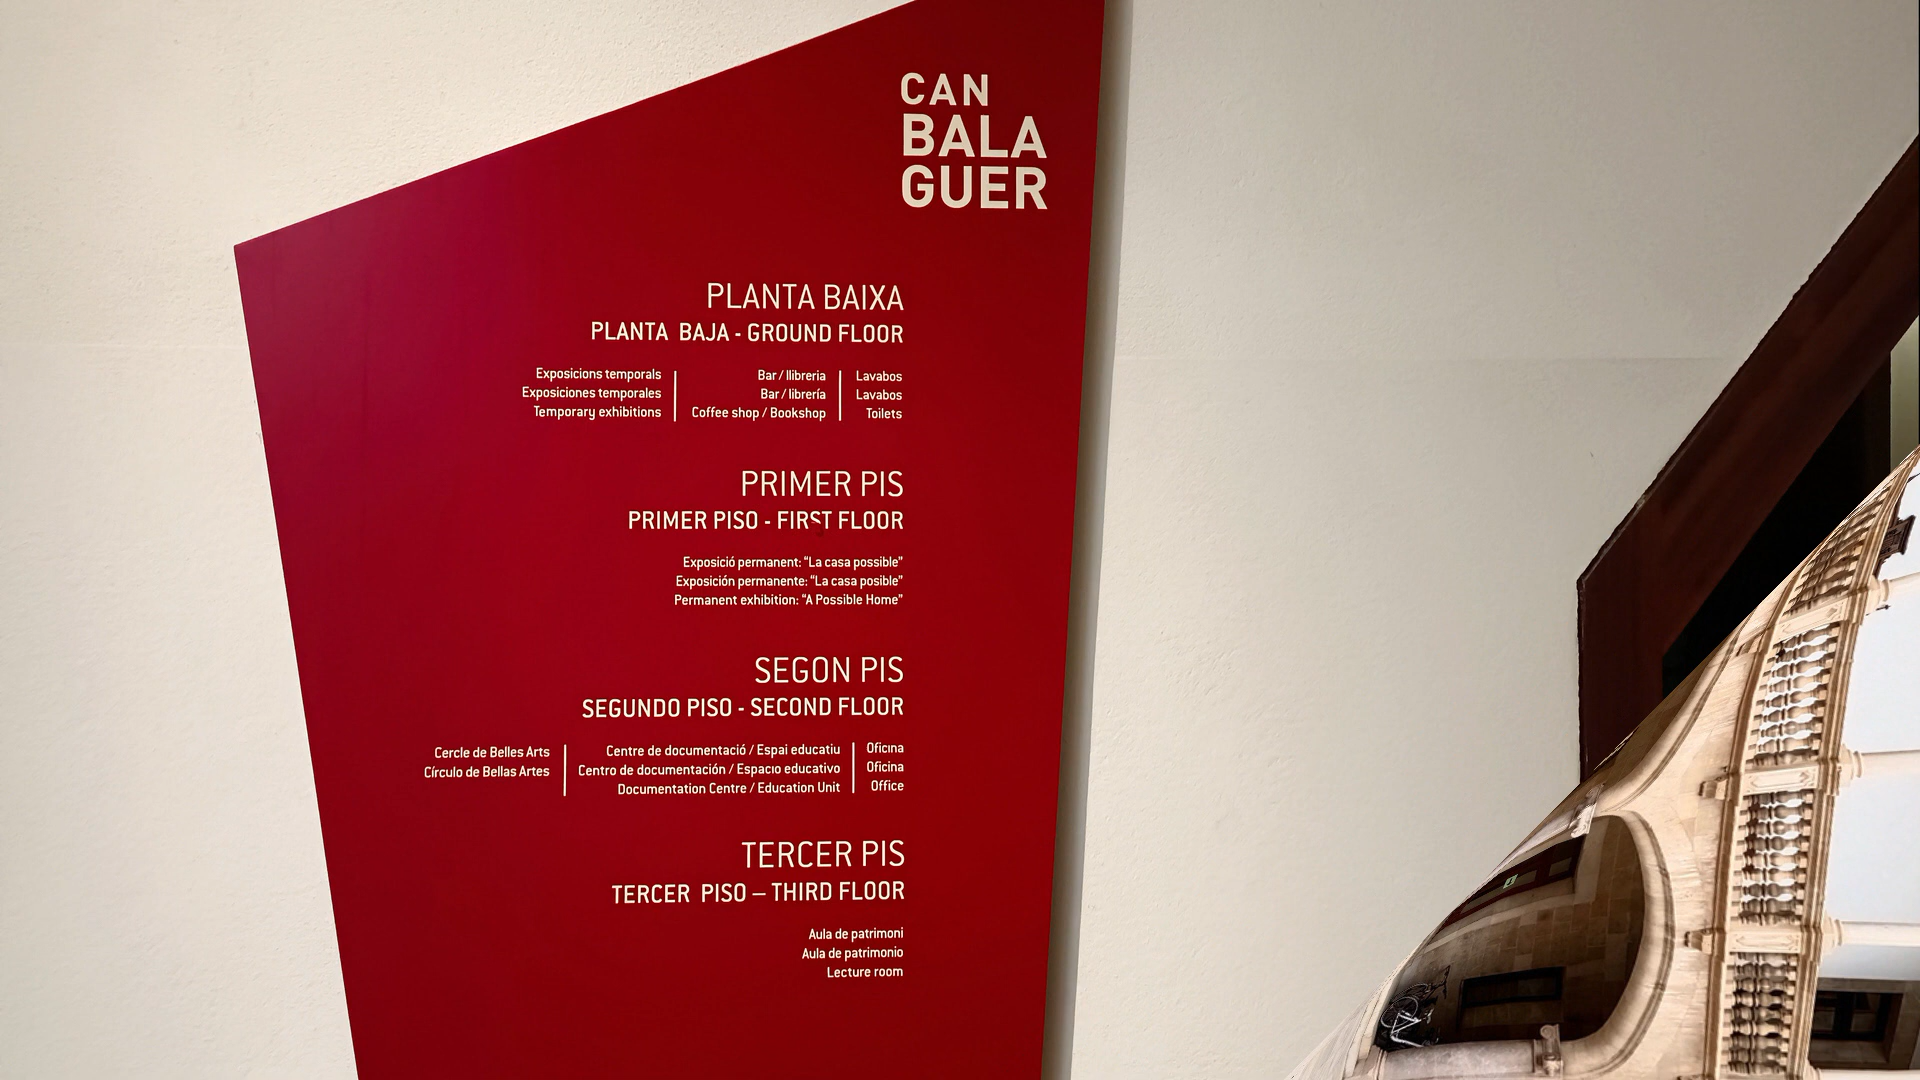 CAN
BALA
GUER
PLANTA BAIXA
PLANTA BAJA - GROUND FLOOR
Exposicions temporals
Exposiciones temporales
Temporary exhibitions
Bar / llibreria
Bar / librería
Coffee shop / Bookshop
Lavabos
Lavabos
Toilets
PRIMER PIS
PRIMER PISO - FIRST FLOOR
Exposició permanent: “La casa possible”
Exposición permanente: “La casa posible”
Permanent exhibition: “A Possible Home”
SEGON PIS
SEGUNDO PISO - SECOND FLOOR
Cercle de Belles Arts
Círculo de Bellas Artes
Centre de documentació / Espai educatiu
Centro de documentación / Espacio educativo
Documentation Centre / Education Unit
Oficina
Oficina
Office
TERCER PIS
TERCER PISO – THIRD FLOOR
Aula de patrimoni
Aula de patrimonio
Lecture room